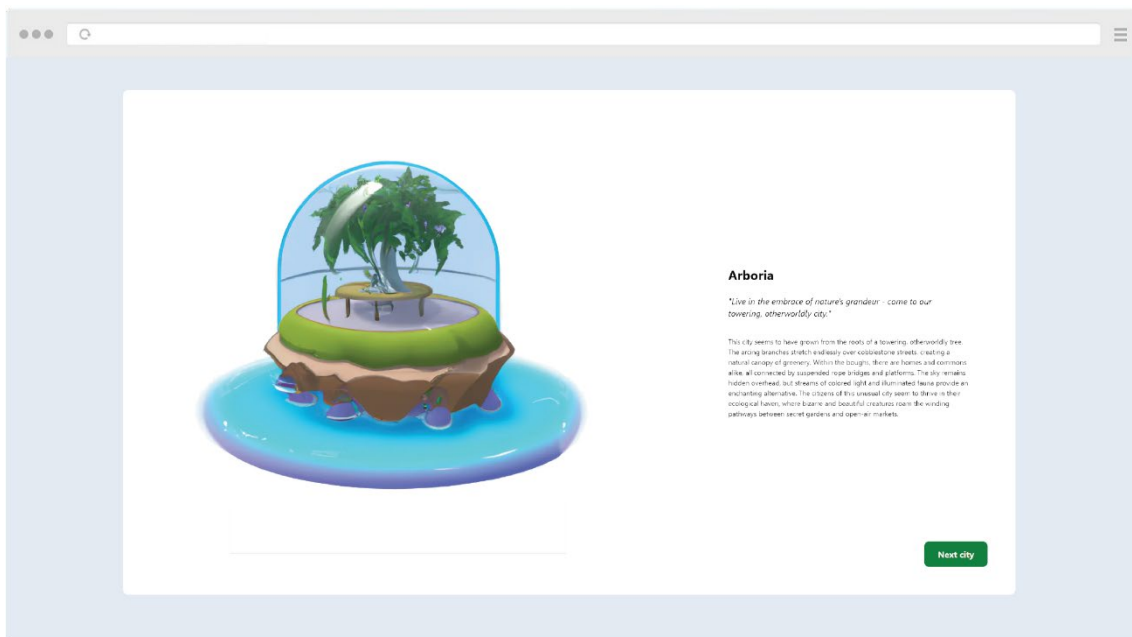 Arboria
"Live in the embrace of nature's grandeur - come to our
towering, otherworldly city."
This city seems to have grown from the roots of a towering, otherworldly tree.
The arcing branches stretch endlessly over cobblestone streets, creating a
natural canopy of greenery. Within the boughs, there are homes and commons
alike, all connected by suspended rope bridges and platforms. The sky remains
hidden overhead, but streams of colored light and illuminated fauna provide an
enchanting alternative. The citizens of this unusual city seem to thrive in their
ecological haven, where bizarre and beautiful creatures roam the winding
pathways between secret gardens and open-air markets.
Next city